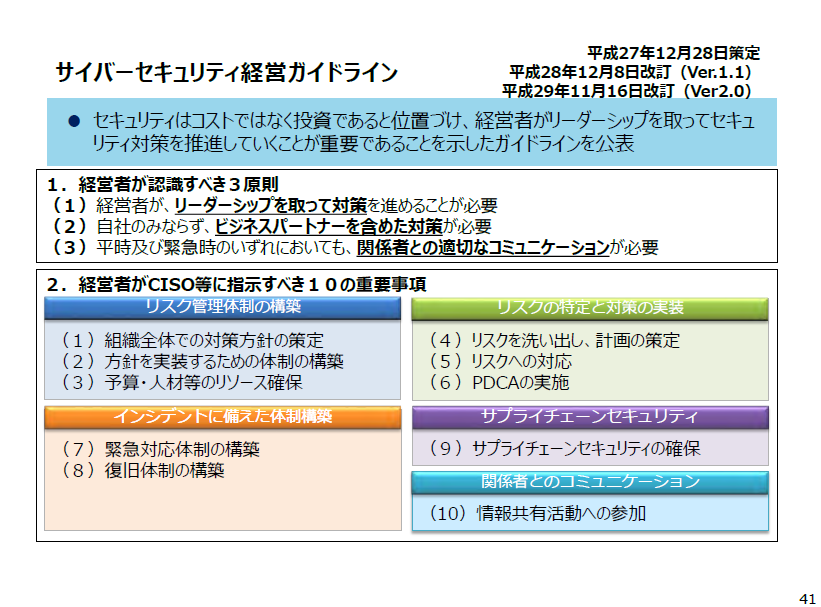 平成27年12月28日策定
サイバーセキュリティ経営ガイドライン
平成28年12月8日改訂（Ver.1.1）
平成29年11月16日改訂（Ver2.0）
● セキュリティはコストではなく投資であると位置づけ、経営者がリーダーシップを取ってセキュ
リティ対策を推進していくことが重要であることを示したガイドラインを公表
１．経営者が認識すべき３原則
（１）経営者が、リーダーシップを取って対策を進めることが必要
（２）自社のみならず、ビジネスパートナーを含めた対策が必要
（３）平時及び緊急時のいずれにおいても、関係者との適切なコミュニケーションが必要
２．経営者がCISO等に指示すべき１０の重要事項
リスク管理体制の構築
（１）組織全体での対策方針の策定
（２）方針を実装するための体制の構築
（３）予算・人材等のリソース確保
リスクの特定と対策の実装
（４）リスクを洗い出し、計画の策定
（５）リスクへの対応
（６）PDCAの実施
インシデントに備えた体制構築
（７）緊急対応体制の構築
（８）復旧体制の構築
サプライチェーンセキュリティ
（９）サプライチェーンセキュリティの確保
関係者とのコミュニケーション
（10）情報共有活動への参加
41